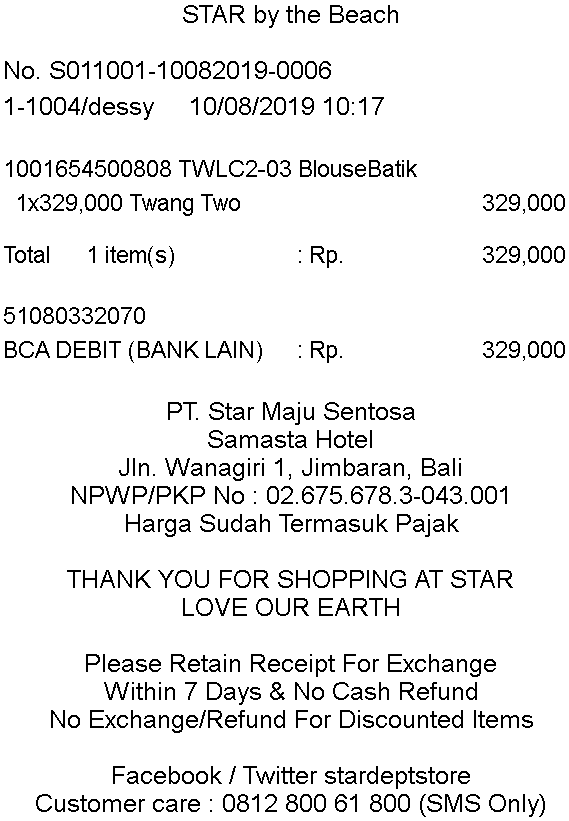 STAR by the Beach
No. S011001-10082019-0006
1-1004/dessy 10/08/2019 10:17
1001654500808 TWLC2-03 BlouseBatik
1x329,000 Twang Two 329,000
Total 1 item(s) : Rp. 329,000
51080332070
BCA DEBIT (BANK LAIN) : Rp. 329,000
PT. Star Maju Sentosa
Samasta Hotel
Jln. Wanagiri 1, Jimbaran, Bali
NPWP/PKP No : 02.675.678.3-043.001
Harga Sudah Termasuk Pajak
THANK YOU FOR SHOPPING AT STAR
LOVE OUR EARTH
Please Retain Receipt For Exchange
Within 7 Days & No Cash Refund
No Exchange/Refund For Discounted Items
Facebook / Twitter stardeptstore
Customer care : 0812 800 61 800 (SMS Only)